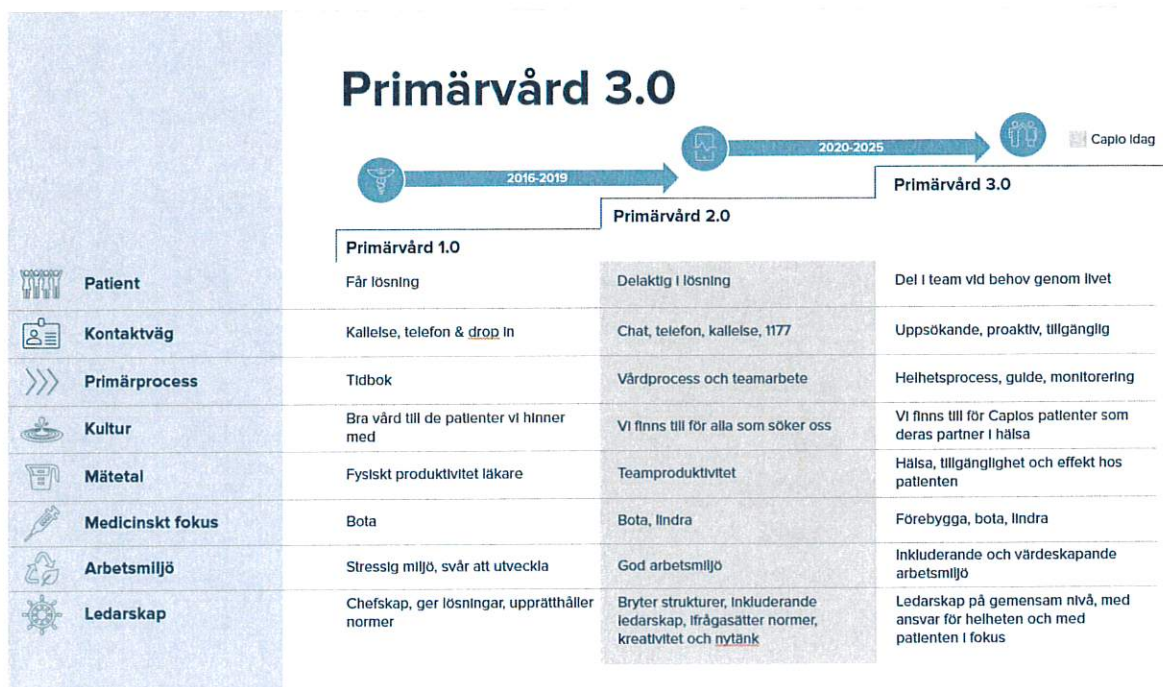 Primärvård 3.0
2016-2019
2020-2025
Capio Idag
Primärvård 1.0
Primärvård 2.0
Primärvård 3.0
Patient
Får lösning
Delaktig i lösning
Del i team vid behov genom livet
Kontaktväg
Kallelse, telefon & drop in
Chat, telefon, kallelse, 1177
Uppsökande, proaktiv, tillgänglig
Primärprocess
Tidbok
Vårdprocess och teamarbete
Helhetsprocess, guide, monitorering
Kultur
Bra vård till de patienter vi hinner
med
Vi finns till för alla som söker oss
Vi finns till för Capios patienter som
deras partner i hälsa
Mätetal
Fysiskt produktivitet läkare
Teamproduktivitet
Hälsa, tillgänglighet och effekt hos
patienten
Medicinskt fokus
Bota
Bota, lindra
Förebygga, bota, lindra
Arbetsmiljö
Stressig miljö, svår att utveckla
God arbetsmiljö
Inkluderande och värdeskapande
arbetsmiljö
Ledarskap
Chefskap, ger lösningar, upprätthåller
normer
Bryter strukturer, inkluderande
ledarskap, ifrågasätter normer,
kreativitet och nytänk
Ledarskap på gemensam nivå, med
ansvar för helheten och med
patienten i fokus